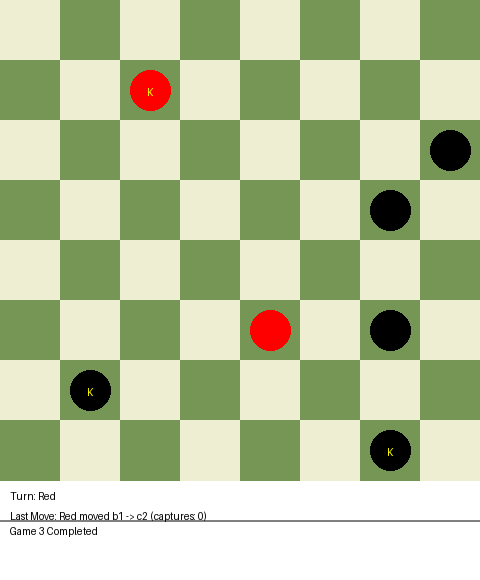 K
K
K
Turn: Red
Last Move: Red moved b1 -> c2 (captures: 0)
Game 3 Completed